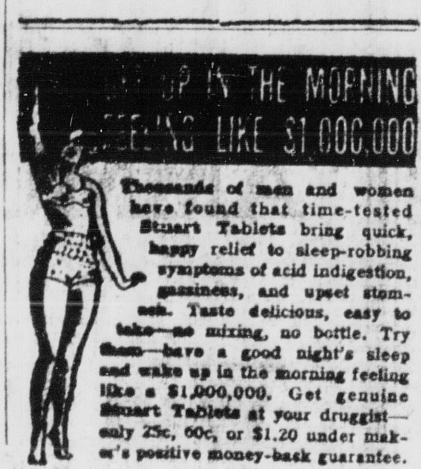 GET UP IN THE MORNING
FEELING LIKE $1,000,000
Thousands of men and women
have found that time-tested
Stuart Tablets bring quick,
happy relief to sleep-robbing
symptoms of acid indigestion,
gassiness, and upset stom-
ach. Taste delicious, easy to
take—no mixing, no bottle. Try
them—have a good night's sleep
and wake up in the morning feeling
like a $1,000,000. Get genuine
Stuart Tablets at your druggist—
only 25c, 60c, or $1.20 under mak-
er's positive money-back guarantee.